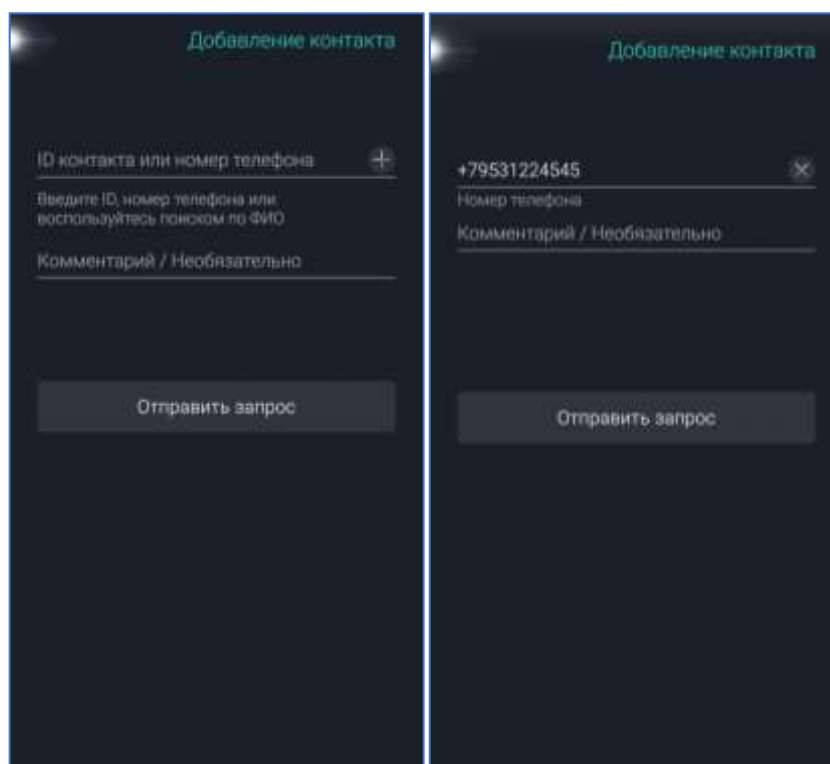 Добавление контакта
ID контакта или номер телефона
Введите ID, номер телефона или
воспользуйтесь поиском по ФИО
Комментарий / Необязательно
Отправить запрос
Добавление контакта
+79531224545
Номер телефона
Комментарий / Необязательно
Отправить запрос